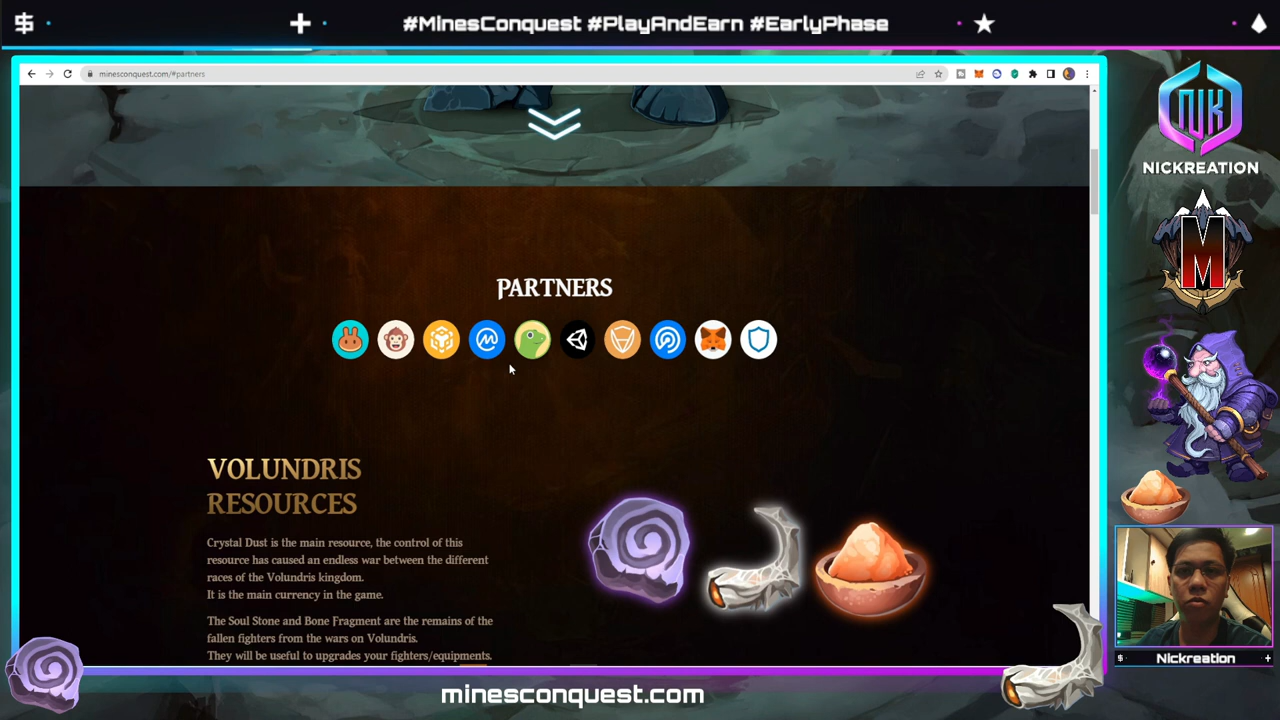 #MinesConquest #PlayAndEarn #EarlyPhase
minesconquest.com/#partners
NK
NICKREATION
M
PARTNERS
VOLUNDRIS
RESOURCES
Crystal Dust is the main resource, the control of this
resource has caused an endless war between the different
races of the Volundris kingdom.
It is the main currency in the game.
The Soul Stone and Bone Fragment are the remains of the
fallen fighters from the wars on Volundris.
They will be useful to upgrades your fighters/equipments.
Nickreation
minesconquest.com